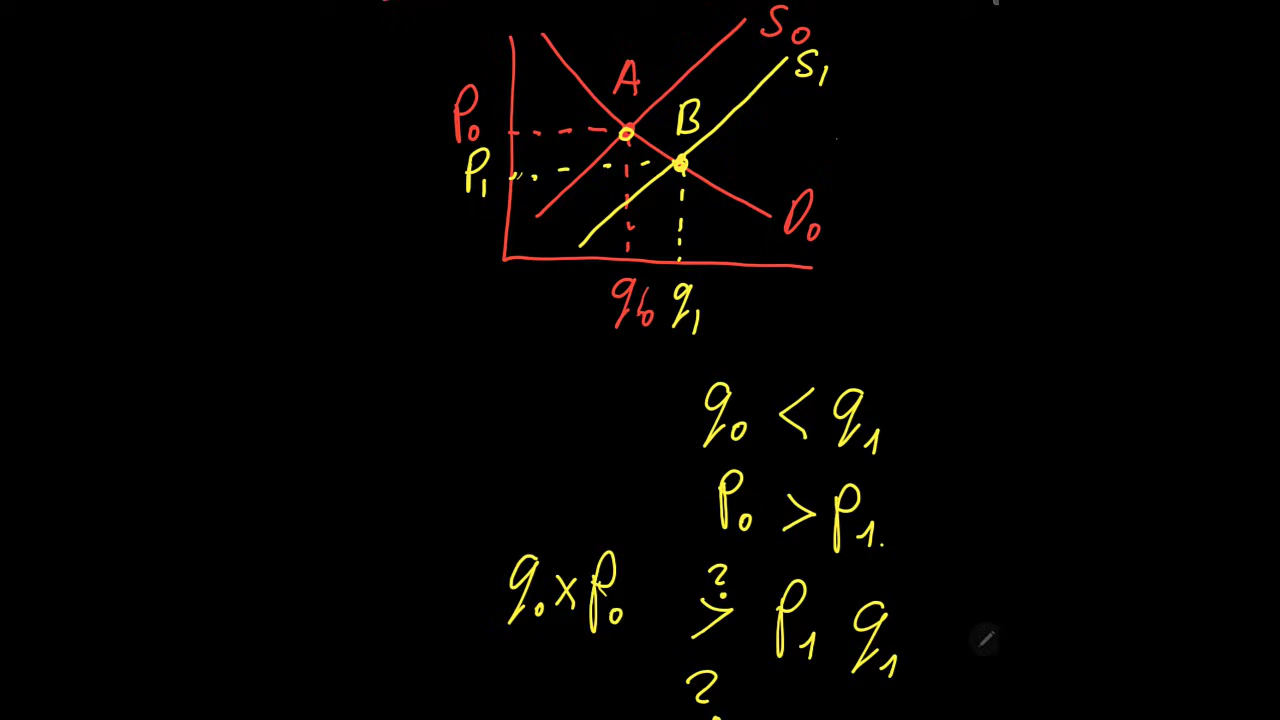 S0
S1
A
B
P0
P1
D0
q0 q1
q0 < q1
P0 > P1.
?
q0 x P0 > P1 q1
?